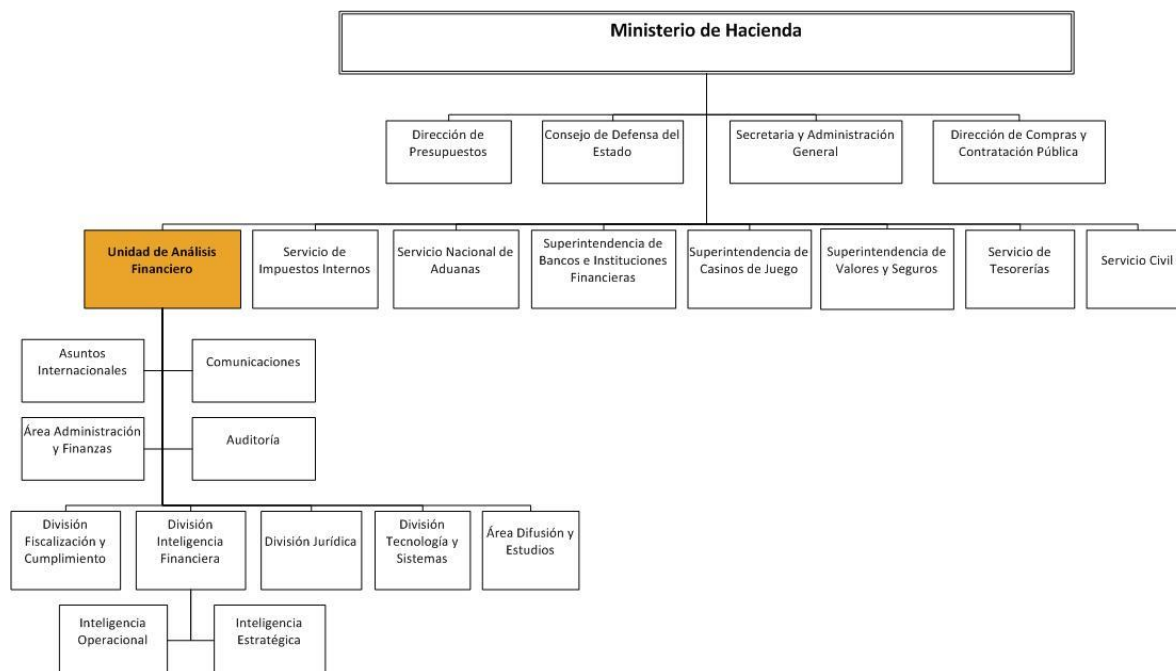 Ministerio de Hacienda
Dirección de
Presupuestos
Consejo de Defensa del
Estado
Secretaria y Administración
General
Dirección de Compras y
Contratación Pública
Unidad de Análisis
Financiero
Servicio de
Impuestos Internos
Servicio Nacional de
Aduanas
Superintendencia de
Bancos e Instituciones
Financieras
Superintendencia de
Casinos de Juego
Superintendencia de
Valores y Seguros
Servicio de
Tesorerías
Servicio Civil
Asuntos
Internacionales
Comunicaciones
Área Administración
y Finanzas
Auditoría
División
Fiscalización y
Cumplimiento
División
Inteligencia
Financiera
División Jurídica
División
Tecnología y
Sistemas
Área Difusión y
Estudios
Inteligencia
Operacional
Inteligencia
Estratégica